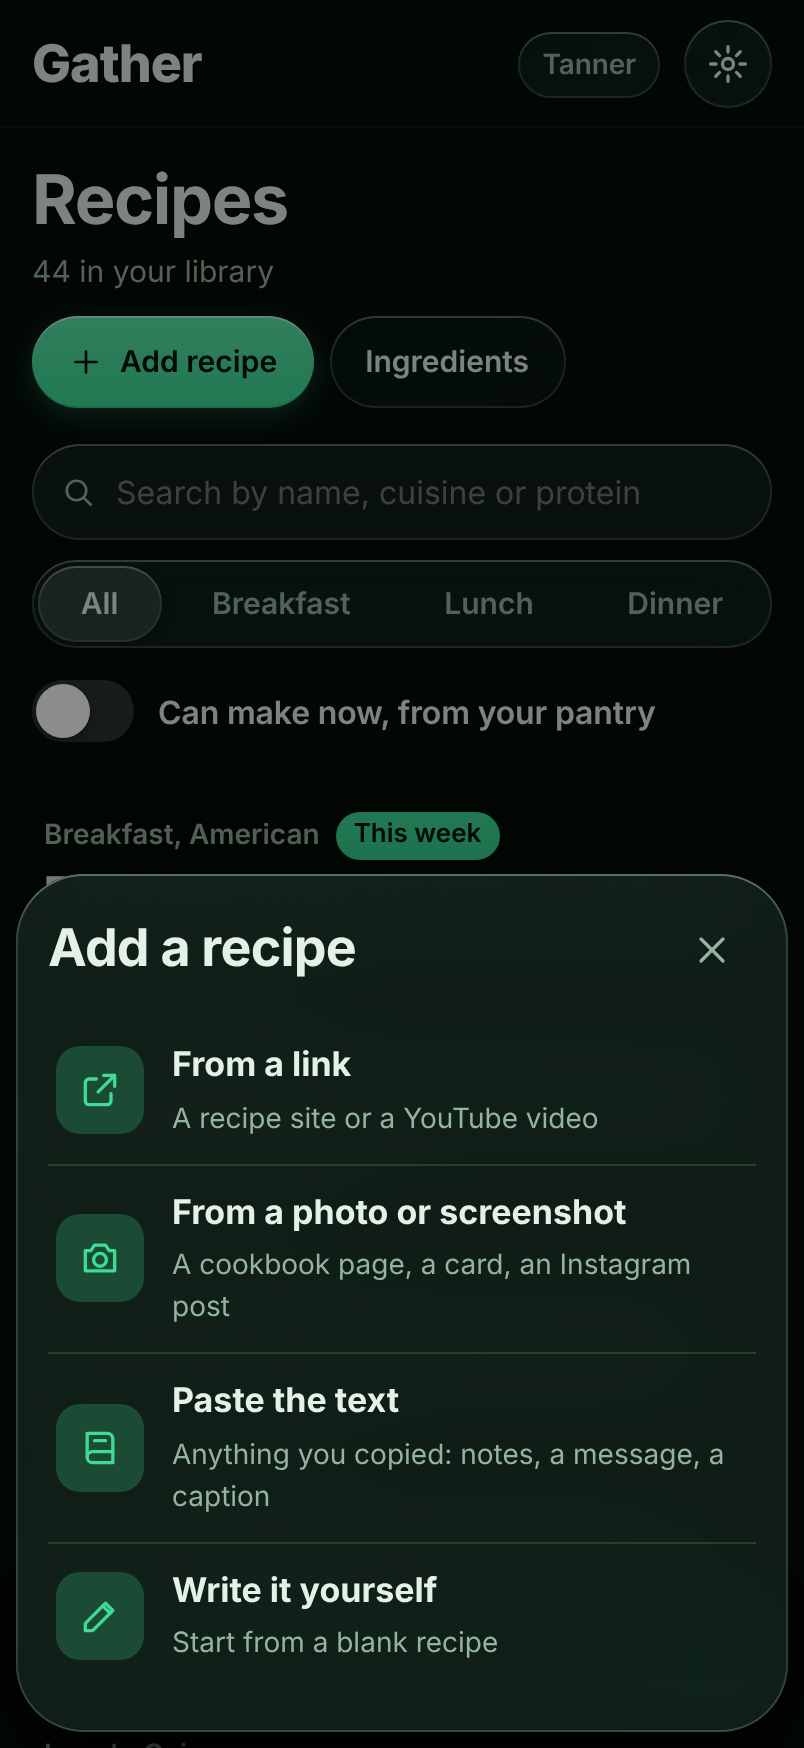 Gather
Tanner
Recipes
44 in your library
Add recipe
Ingredients
Search by name, cuisine or protein
All
Breakfast
Lunch
Dinner
Can make now, from your pantry
Breakfast, American
This week
Add a recipe
From a link
A recipe site or a YouTube video
From a photo or screenshot
A cookbook page, a card, an Instagram
post
Paste the text
Anything you copied: notes, a message, a
caption
Write it yourself
Start from a blank recipe